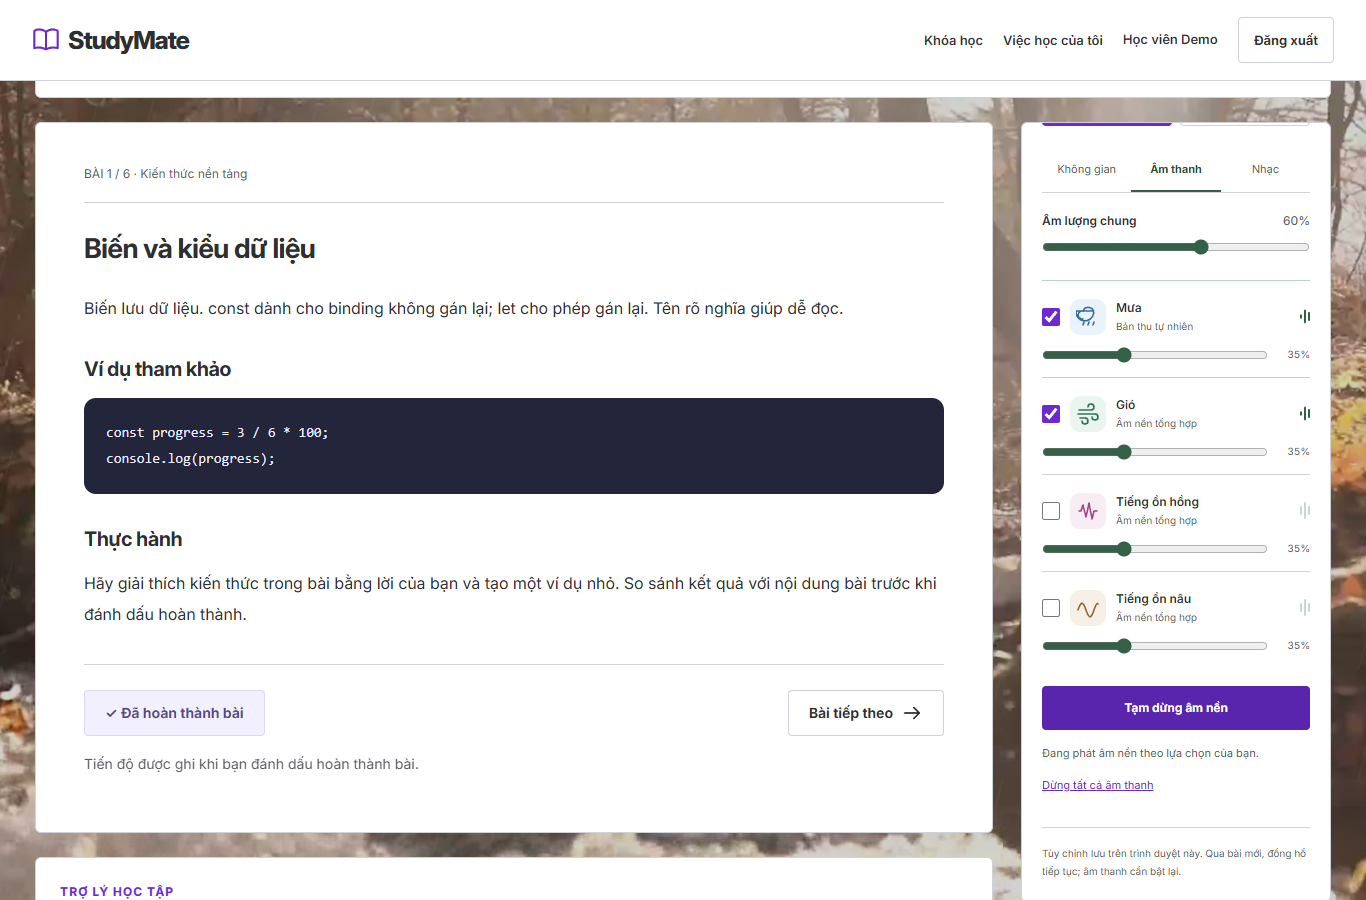 StudyMate
Khóa học
Việc học của tôi
Học viên Demo
Đăng xuất
BÀI 1 / 6 · Kiến thức nền tảng
Biến và kiểu dữ liệu
Biến lưu dữ liệu. const dành cho binding không gán lại; let cho phép gán lại. Tên rõ nghĩa giúp dễ đọc.
Ví dụ tham khảo
const progress = 3 / 6 * 100;
console.log(progress);
Thực hành
Hãy giải thích kiến thức trong bài bằng lời của bạn và tạo một ví dụ nhỏ. So sánh kết quả với nội dung bài trước khi
đánh dấu hoàn thành.
Đã hoàn thành bài
Bài tiếp theo
Tiến độ được ghi khi bạn đánh dấu hoàn thành bài.
TRỢ LÝ HỌC TẬP
Không gian
Âm thanh
Nhạc
Âm lượng chung
60%
Mưa
Bản thu tự nhiên
35%
Gió
Âm nền tổng hợp
35%
Tiếng ồn hồng
Âm nền tổng hợp
35%
Tiếng ồn nâu
Âm nền tổng hợp
35%
Tạm dừng âm nền
Đang phát âm nền theo lựa chọn của bạn.
Dừng tất cả âm thanh
Tùy chỉnh lưu trên trình duyệt này. Qua bài mới, đồng hồ
tiếp tục; âm thanh cần bật lại.